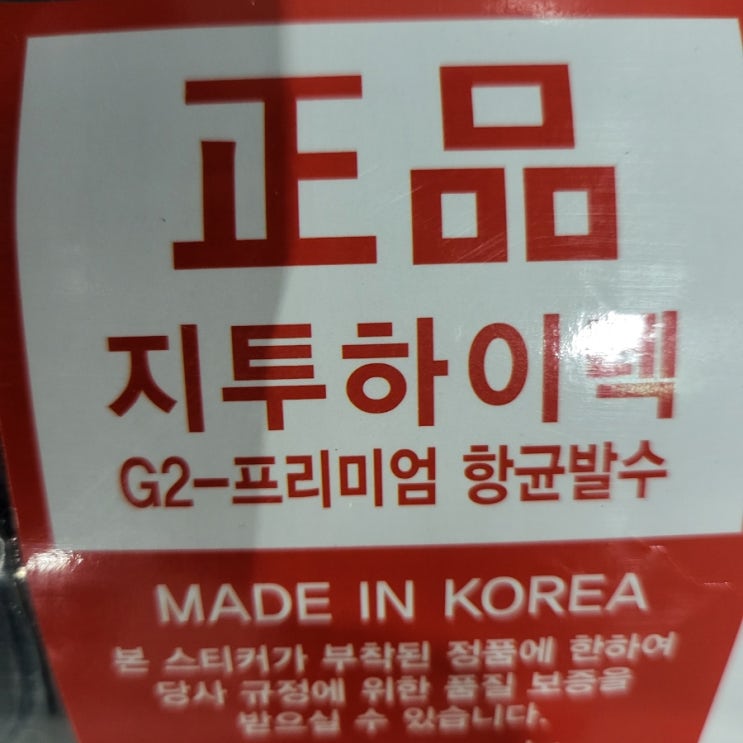 正品
지투하이텍
G2-프리미엄 항균발수
MADE IN KOREA
본 스티커가 부착된 정품에 한하여
당사 규정에 위한 품질 보증을
받으실 수 있습니다.